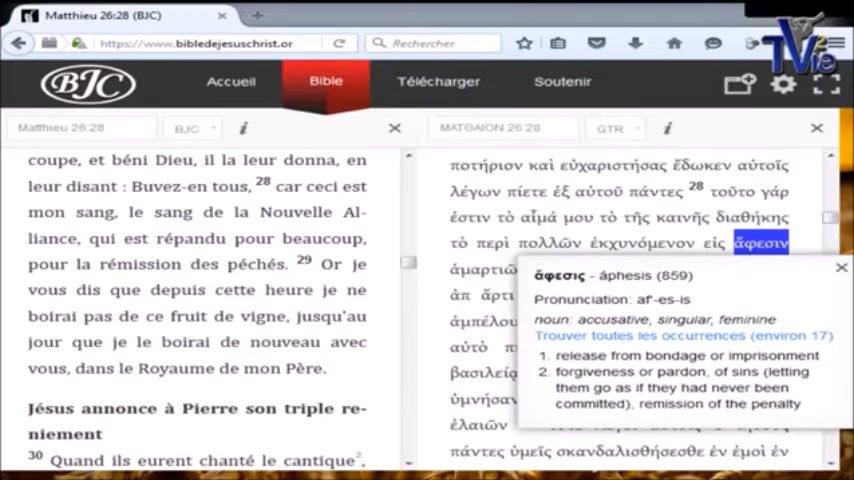 Matthieu 26:28 (BJC)
https://www.bibledejesuschrist.or
Rechercher
TV2Vie
BJC
Accueil
Bible
Télécharger
Soutenir
Matthieu 26:28
BJC
ΜΑΤΘΑΙΟΝ 26:28
GTR
coupe, et béni Dieu, il la leur donna, en
leur disant : Buvez-en tous, 28 car ceci est
mon sang, le sang de la Nouvelle Al-
liance, qui est répandu pour beaucoup,
pour la rémission des péchés. 29 Or je
vous dis que depuis cette heure je ne
boirai pas de ce fruit de vigne, jusqu'au
jour que je le boirai de nouveau avec
vous, dans le Royaume de mon Père.
Jésus annonce à Pierre son triple re-
niement
30 Quand ils eurent chanté le cantique2,
ποτήριον καὶ εὐχαριστήσας ἔδωκεν αὐτοῖς
λέγων πίετε ἐξ αὐτοῦ πάντες 28 τοῦτο γάρ
ἐστιν τὸ αἷμά μου τὸ τῆς καινῆς διαθήκης
τὸ περὶ πολλῶν ἐκχυνόμενον εἰς ἄφεσιν
ἁμαρτιῶ
ἀπ ἄρτι
ἀμπέλου
αὐτὸ π
βασιλείᾳ
ὑμνήσαν
ἐλαιῶν
πάντες ὑμεῖς σκανδαλισθήσεσθε ἐν ἐμοὶ ἐν
ἄφεσις - áphesis (859)
Pronunciation: af'-es-is
noun: accusative, singular, feminine
Trouver toutes les occurrences (environ 17)
1. release from bondage or imprisonment
2. forgiveness or pardon, of sins (letting
them go as if they had never been
committed), remission of the penalty